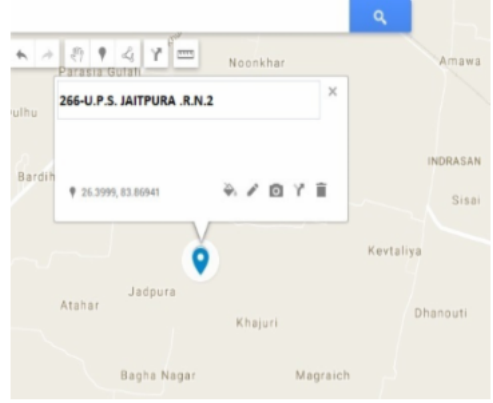 Noonkhar
Amawa
Parasia Gulari
266-U.P.S. JAITPURA .R.N.2
ulhu
INDRASAN
Bardih
26.3999, 83.86941
Sisai
Kevtaliya
Jadpura
Atahar
Dhanouti
Khajuri
Bagha Nagar
Magraich